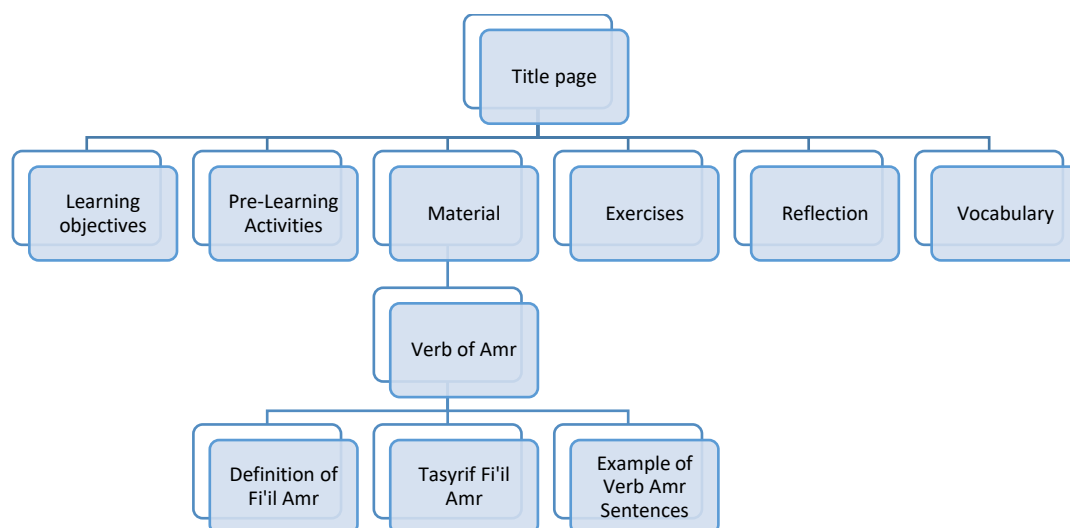 Title page
Learning
objectives
Pre-Learning
Activities
Material
Exercises
Reflection
Vocabulary
Verb of Amr
Definition of
Fi'il Amr
Tasyrif Fi'il
Amr
Example of
Verb Amr
Sentences